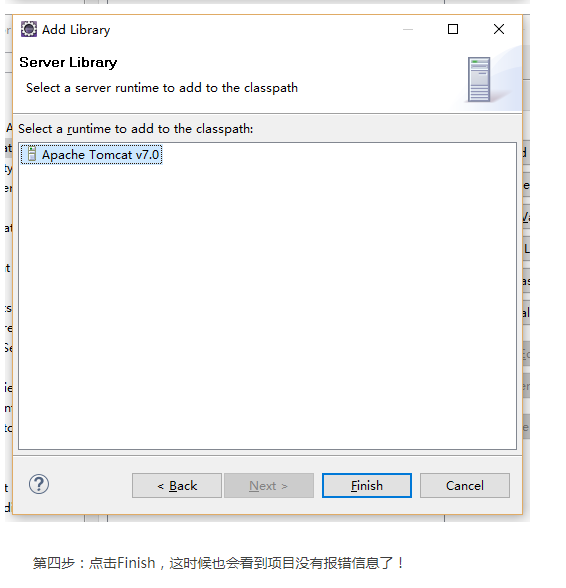 Add Library
Server Library
Select a server runtime to add to the classpath
Select a runtime to add to the classpath:
Apache Tomcat v7.0
< Back
Next >
Finish
Cancel
第四步：点击Finish，这时候也会看到项目没有报错信息了！